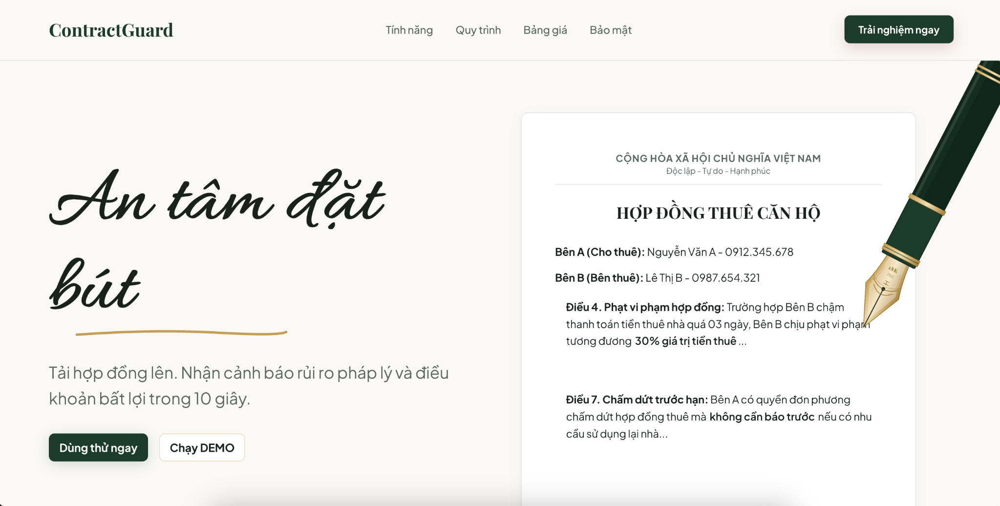 ContractGuard
Tính năng
Quy trình
Bảng giá
Bảo mật
Trải nghiệm ngay
An tâm đặt
bút
Tải hợp đồng lên. Nhận cảnh báo rủi ro pháp lý và điều
khoản bất lợi trong 10 giây.
Dùng thử ngay
Chạy DEMO
CỘNG HÒA XÃ HỘI CHỦ NGHĨA VIỆT NAM
Độc lập - Tự do - Hạnh phúc
HỢP ĐỒNG THUÊ CĂN HỘ
Bên A (Cho thuê): Nguyễn Văn A - 0912.345.678
Bên B (Bên thuê): Lê Thị B - 0987.654.321
Điều 4. Phạt vi phạm hợp đồng: Trường hợp Bên B chậm
thanh toán tiền thuê nhà quá 03 ngày, Bên B chịu phạt vi phạm
tương đương 30% giá trị tiền thuê ...
Điều 7. Chấm dứt trước hạn: Bên A có quyền đơn phương
chấm dứt hợp đồng thuê mà không cần báo trước nếu có nhu
cầu sử dụng lại nhà...
18K
750